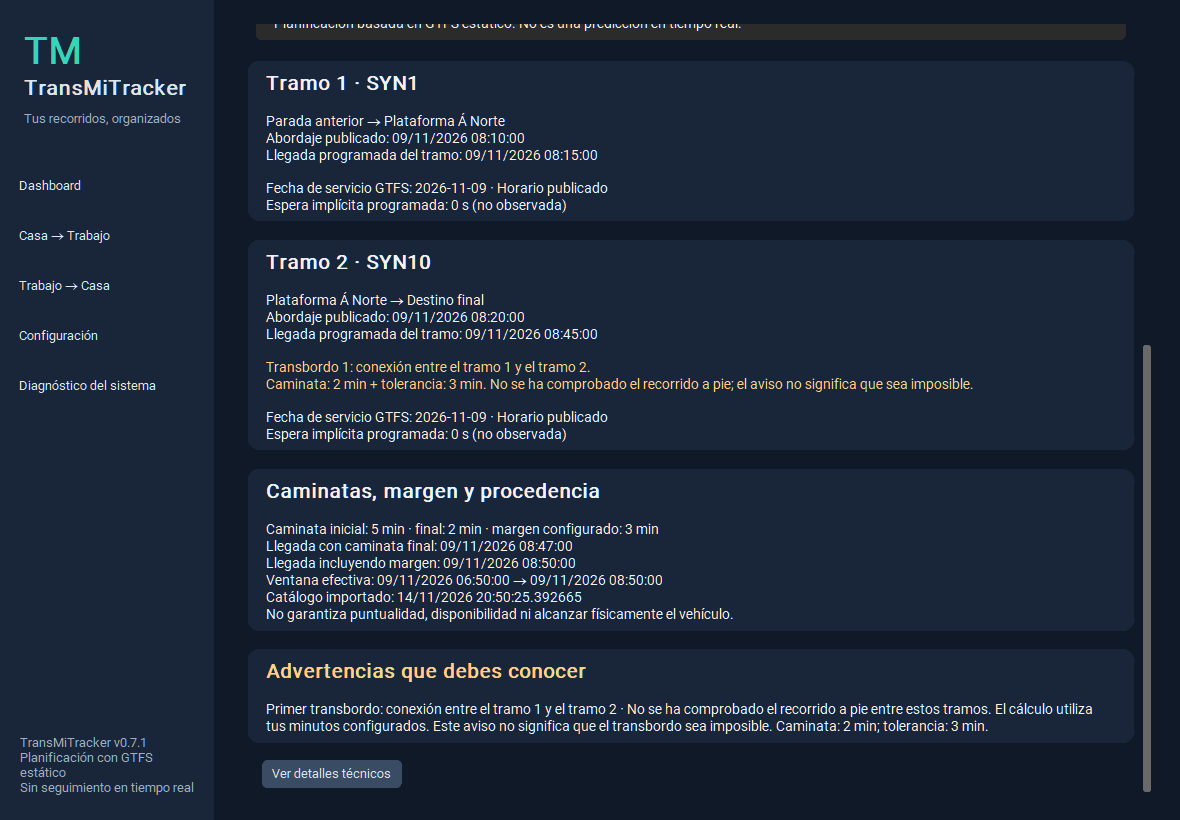 TM
TransMiTracker
Tus recorridos, organizados
Dashboard
Casa → Trabajo
Trabajo → Casa
Configuración
Diagnóstico del sistema
TransMiTracker v0.7.1
Planificación con GTFS
estático
Sin seguimiento en tiempo real
Planificación basada en GTFS estático. No es una predicción en tiempo real.
Tramo 1 · SYN1
Parada anterior → Plataforma Á Norte
Abordaje publicado: 09/11/2026 08:10:00
Llegada programada del tramo: 09/11/2026 08:15:00
Fecha de servicio GTFS: 2026-11-09 · Horario publicado
Espera implícita programada: 0 s (no observada)
Tramo 2 · SYN10
Plataforma Á Norte → Destino final
Abordaje publicado: 09/11/2026 08:20:00
Llegada programada del tramo: 09/11/2026 08:45:00
Transbordo 1: conexión entre el tramo 1 y el tramo 2.
Caminata: 2 min + tolerancia: 3 min. No se ha comprobado el recorrido a pie; el aviso no significa que sea imposible.
Fecha de servicio GTFS: 2026-11-09 · Horario publicado
Espera implícita programada: 0 s (no observada)
Caminatas, margen y procedencia
Caminata inicial: 5 min · final: 2 min · margen configurado: 3 min
Llegada con caminata final: 09/11/2026 08:47:00
Llegada incluyendo margen: 09/11/2026 08:50:00
Ventana efectiva: 09/11/2026 06:50:00 → 09/11/2026 08:50:00
Catálogo importado: 14/11/2026 20:50:25.392665
No garantiza puntualidad, disponibilidad ni alcanzar físicamente el vehículo.
Advertencias que debes conocer
Primer transbordo: conexión entre el tramo 1 y el tramo 2 · No se ha comprobado el recorrido a pie entre estos tramos. El cálculo utiliza
tus minutos configurados. Este aviso no significa que el transbordo sea imposible. Caminata: 2 min; tolerancia: 3 min.
Ver detalles técnicos